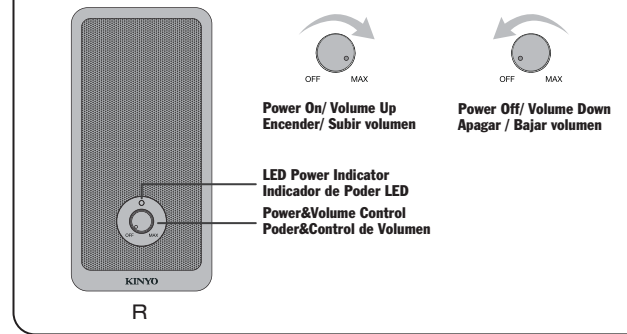 OFF MAX
Power On/ Volume Up
Encender/ Subir volumen
OFF MAX
Power Off/ Volume Down
Apagar / Bajar volumen
LED Power Indicator
Indicador de Poder LED
Power&Volume Control
Poder&Control de Volumen
OFF MAX
KINYO
R